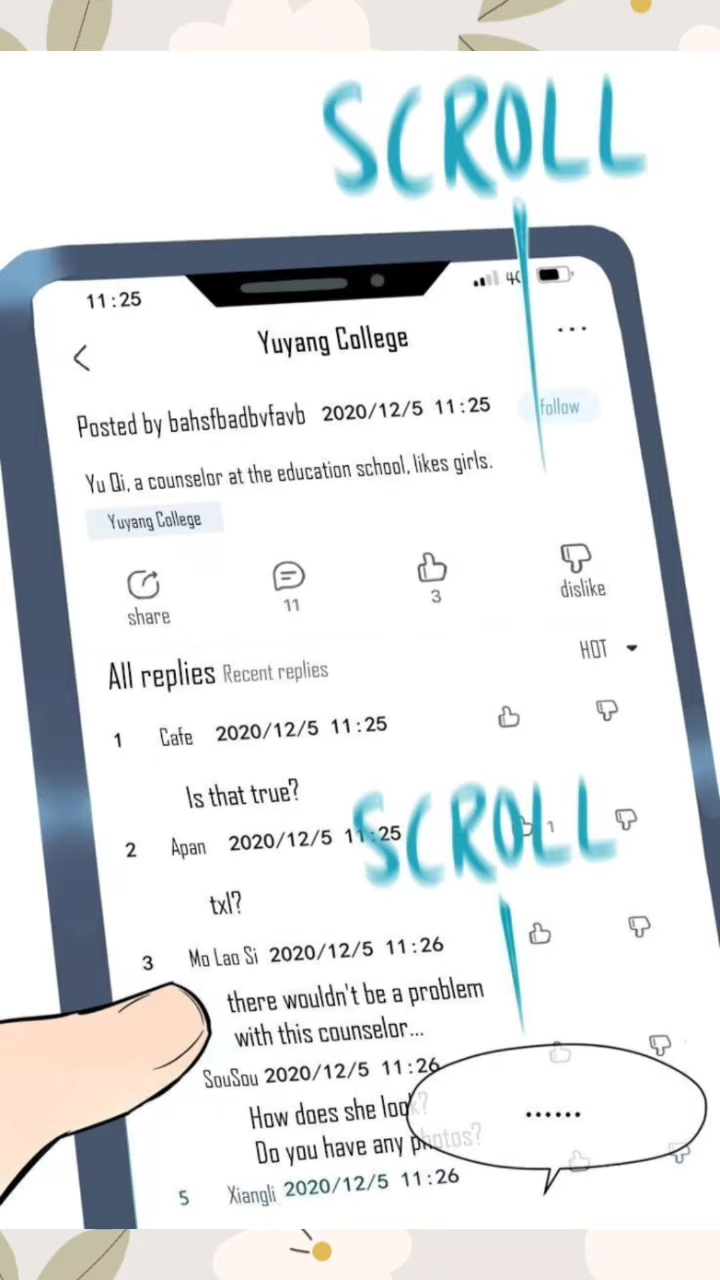 SCROLL
11:25 4G
Yuyang College
Posted by bahsfbadbvfavb 2020/12/5 11:25 follow
Yu Qi, a counselor at the education school, likes girls.
Yuyang College
share 11 3 dislike
All replies Recent replies HOT
1 Cafe 2020/12/5 11:25
Is that true?
SCROLL
2 Apan 2020/12/5 11:25 1
txl?
3 Mo Lao Si 2020/12/5 11:26
there wouldn't be a problem
with this counselor...
SouSou 2020/12/5 11:26
How does she look?
Do you have any photos?
......
5 Xiangli 2020/12/5 11:26